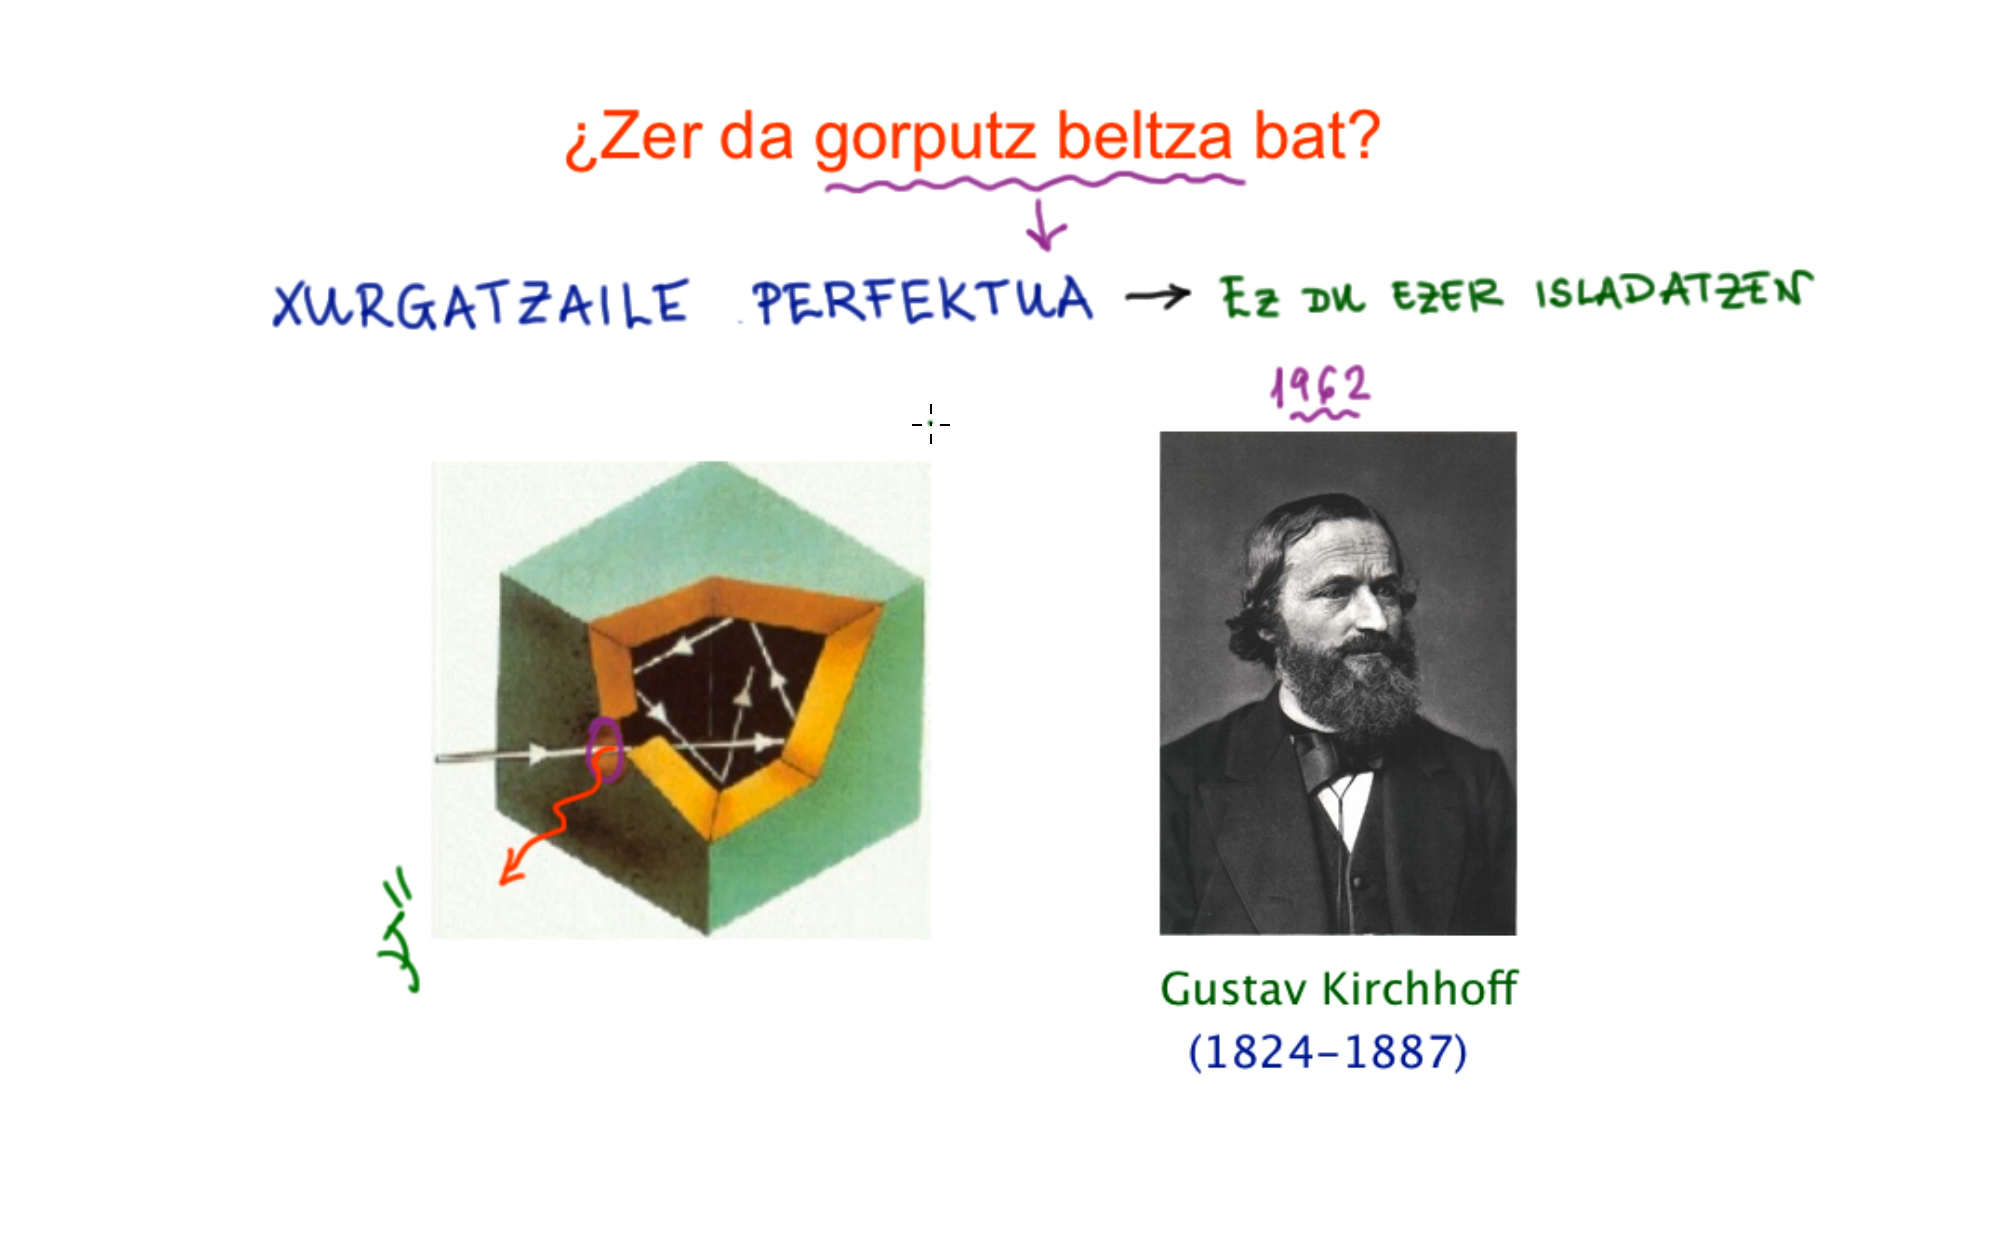 ¿Zer da gorputz beltza bat?
XURGATZAILE PERFEKTUA → EZ DU EZER ISLADATZEN
1962
Gustav Kirchhoff
(1824-1887)